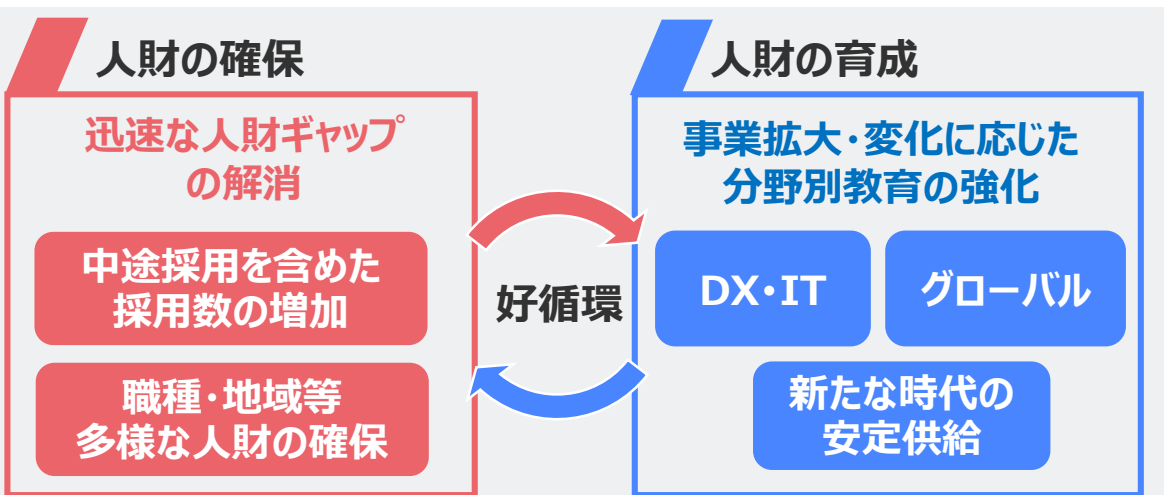 人財の確保
迅速な人財ギャップ
の解消
中途採用を含めた
採用数の増加
職種・地域等
多様な人財の確保
好循環
人財の育成
事業拡大・変化に応じた
分野別教育の強化
DX・IT
グローバル
新たな時代の
安定供給